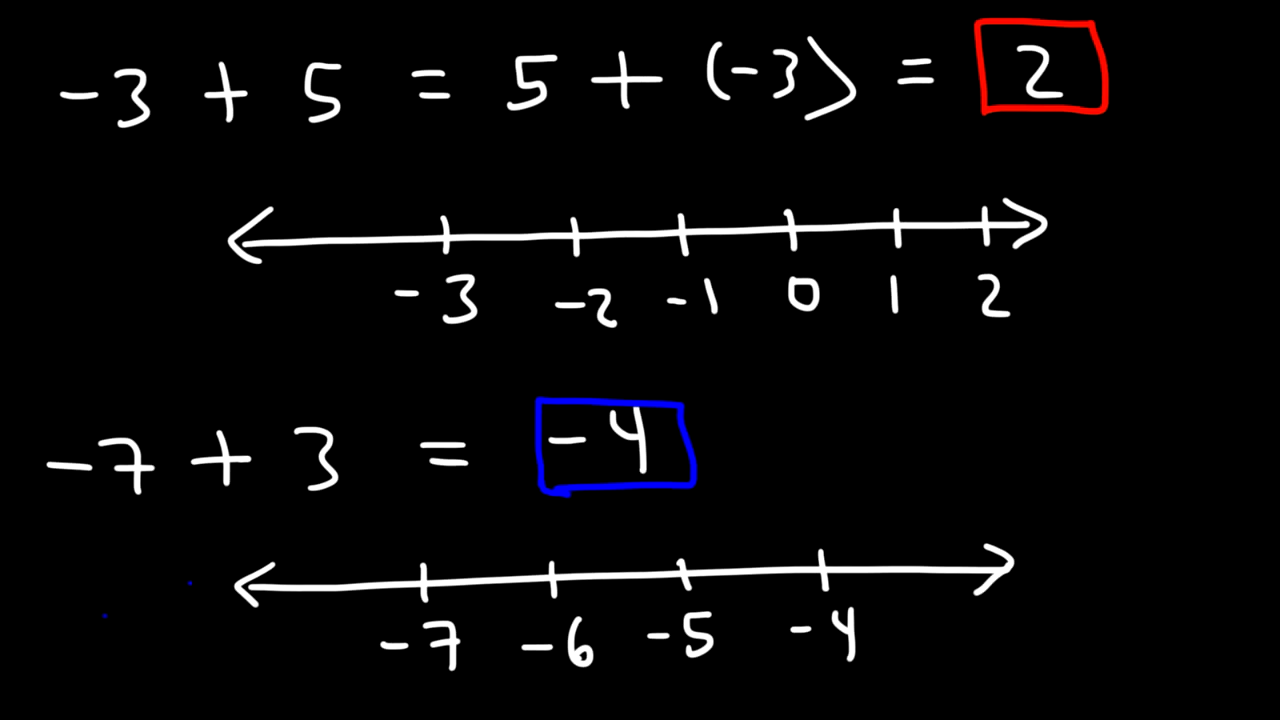 -3 + 5 = 5 + (-3) = 2
-3 -2 -1 0 1 2
-7 + 3 = -4
-7 -6 -5 -4